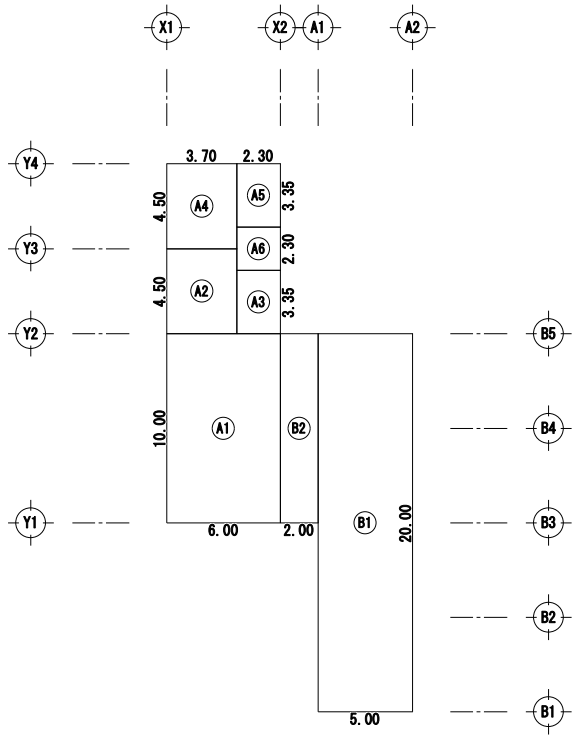 X1 X2 A1 A2
Y4
3.70 2.30
4.50
A4
A5
3.35
Y3
A6
2.30
4.50
A2
A3
3.35
Y2
B5
10.00
A1
B2
B4
Y1
6.00 2.00
B1
20.00
B3
B2
5.00
B1